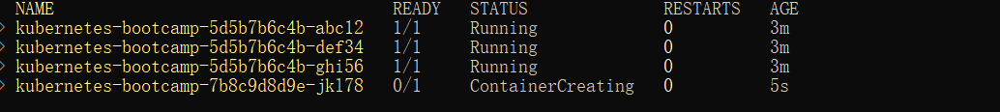 NAME READY STATUS RESTARTS AGE
> kubernetes-bootcamp-5d5b7b6c4b-abc12 1/1 Running 0 3m
> kubernetes-bootcamp-5d5b7b6c4b-def34 1/1 Running 0 3m
> kubernetes-bootcamp-5d5b7b6c4b-ghi56 1/1 Running 0 3m
> kubernetes-bootcamp-7b8c9d8d9e-jkl78 0/1 ContainerCreating 0 5s